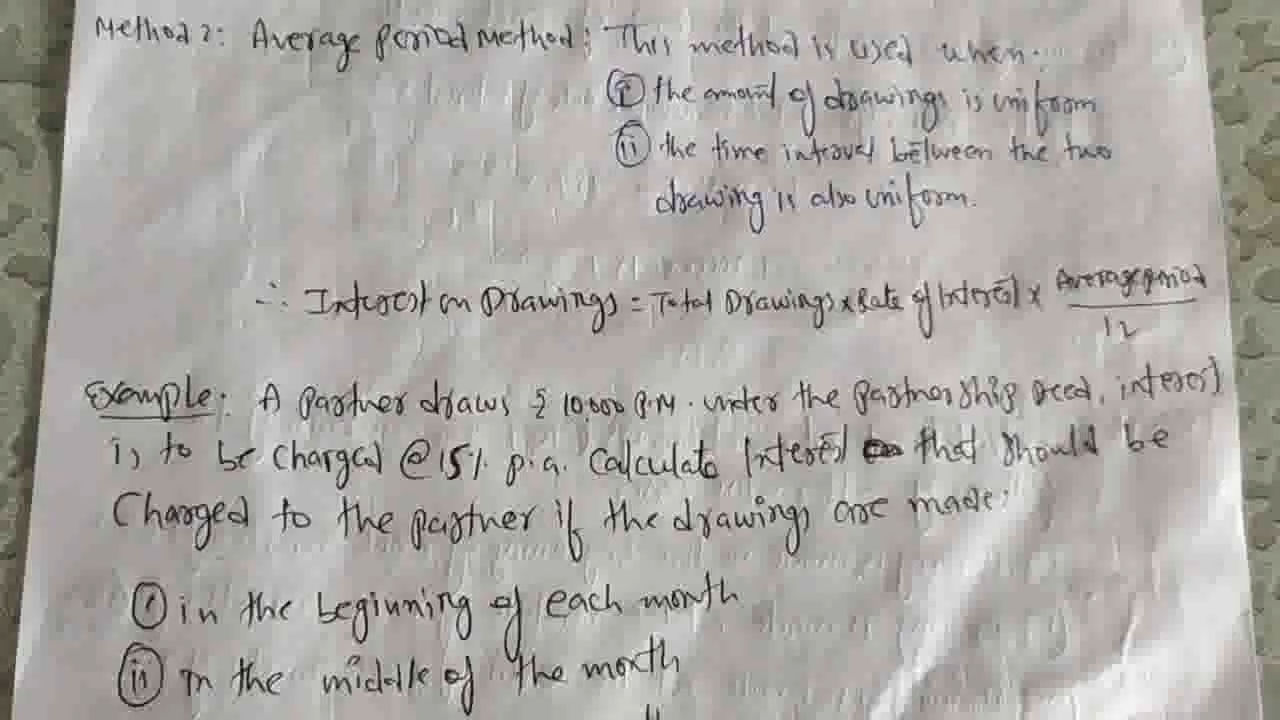 Method 2: Average Period Method: This method is used when:
(i) the amount of drawings is uniform
(ii) the time interval between the two
drawing is also uniform.
∴ Interest on Drawings = Total Drawings × Rate of Interest × Average period / 12
Example: A partner draws ₹ 10,000 P.M. under the partnership deed, interest
is to be charged @ 15% p.a. Calculate Interest that should be
Charged to the partner if the drawings are made:
(i) in the beginning of each month
(ii) in the middle of the month